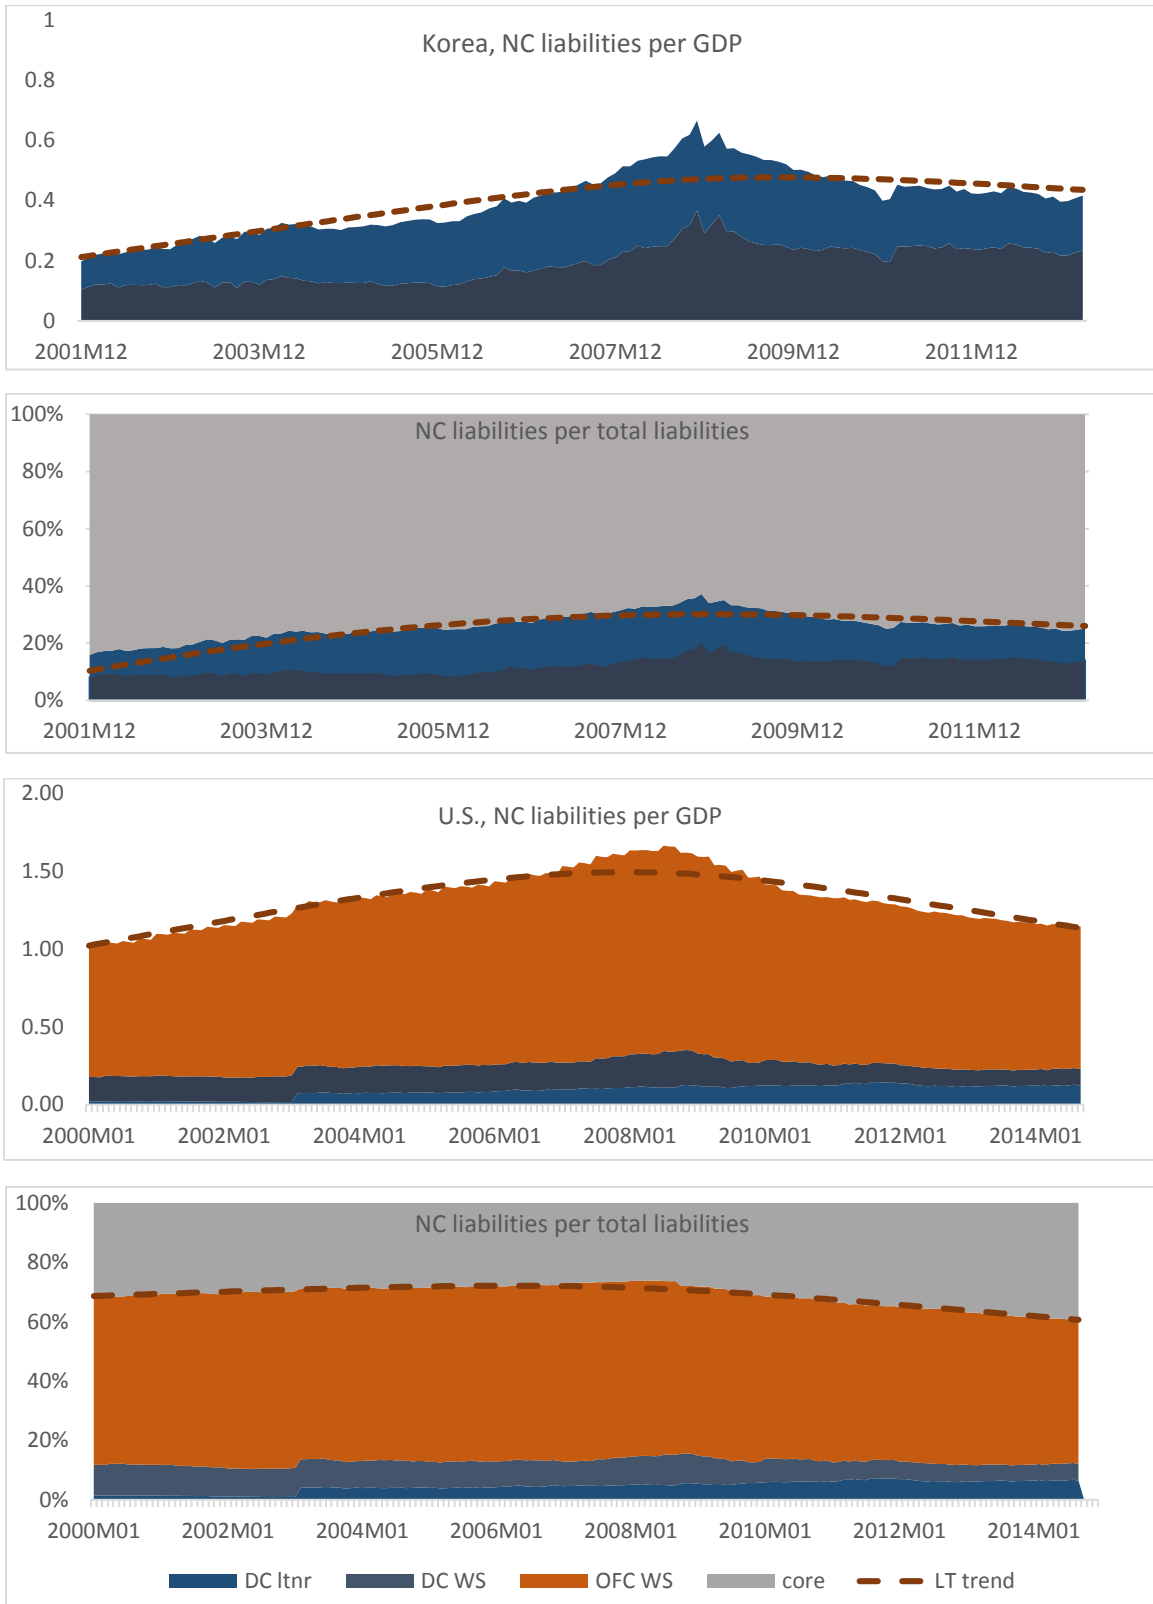 1
Korea, NC liabilities per GDP
0.8
0.6
0.4
0.2
0
2001M12 2003M12 2005M12 2007M12 2009M12 2011M12
100%
NC liabilities per total liabilities
80%
60%
40%
20%
0%
2001M12 2003M12 2005M12 2007M12 2009M12 2011M12
2.00
U.S., NC liabilities per GDP
1.50
1.00
0.50
0.00
2000M01 2002M01 2004M01 2006M01 2008M01 2010M01 2012M01 2014M01
100%
NC liabilities per total liabilities
80%
60%
40%
20%
0%
2000M01 2002M01 2004M01 2006M01 2008M01 2010M01 2012M01 2014M01
DC ltnr DC WS OFC WS core LT trend